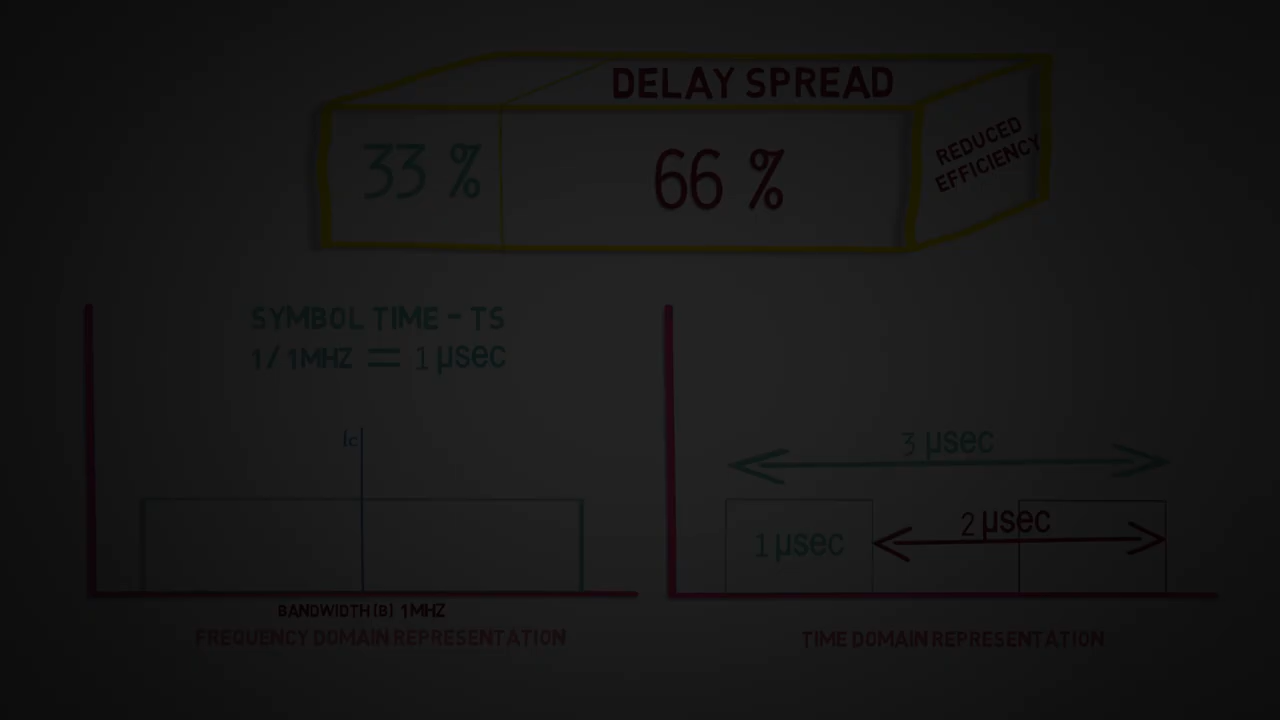 DELAY SPREAD
33 %
66 %
REDUCED
EFFICIENCY
SYMBOL TIME - TS
1/1MHZ = 1 µsec
3 µsec
1 µsec
2 µsec
BANDWIDTH (B) 1MHZ
FREQUENCY DOMAIN REPRESENTATION
TIME DOMAIN REPRESENTATION